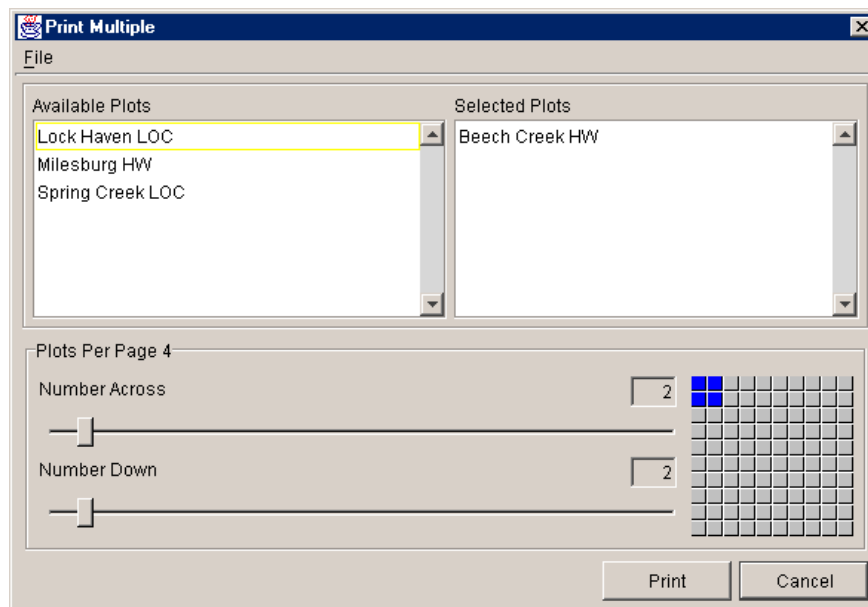 Print Multiple
File
Available Plots
Selected Plots
Lock Haven LOC
Milesburg HW
Spring Creek LOC
Beech Creek HW
Plots Per Page 4
Number Across
2
Number Down
2
Print
Cancel